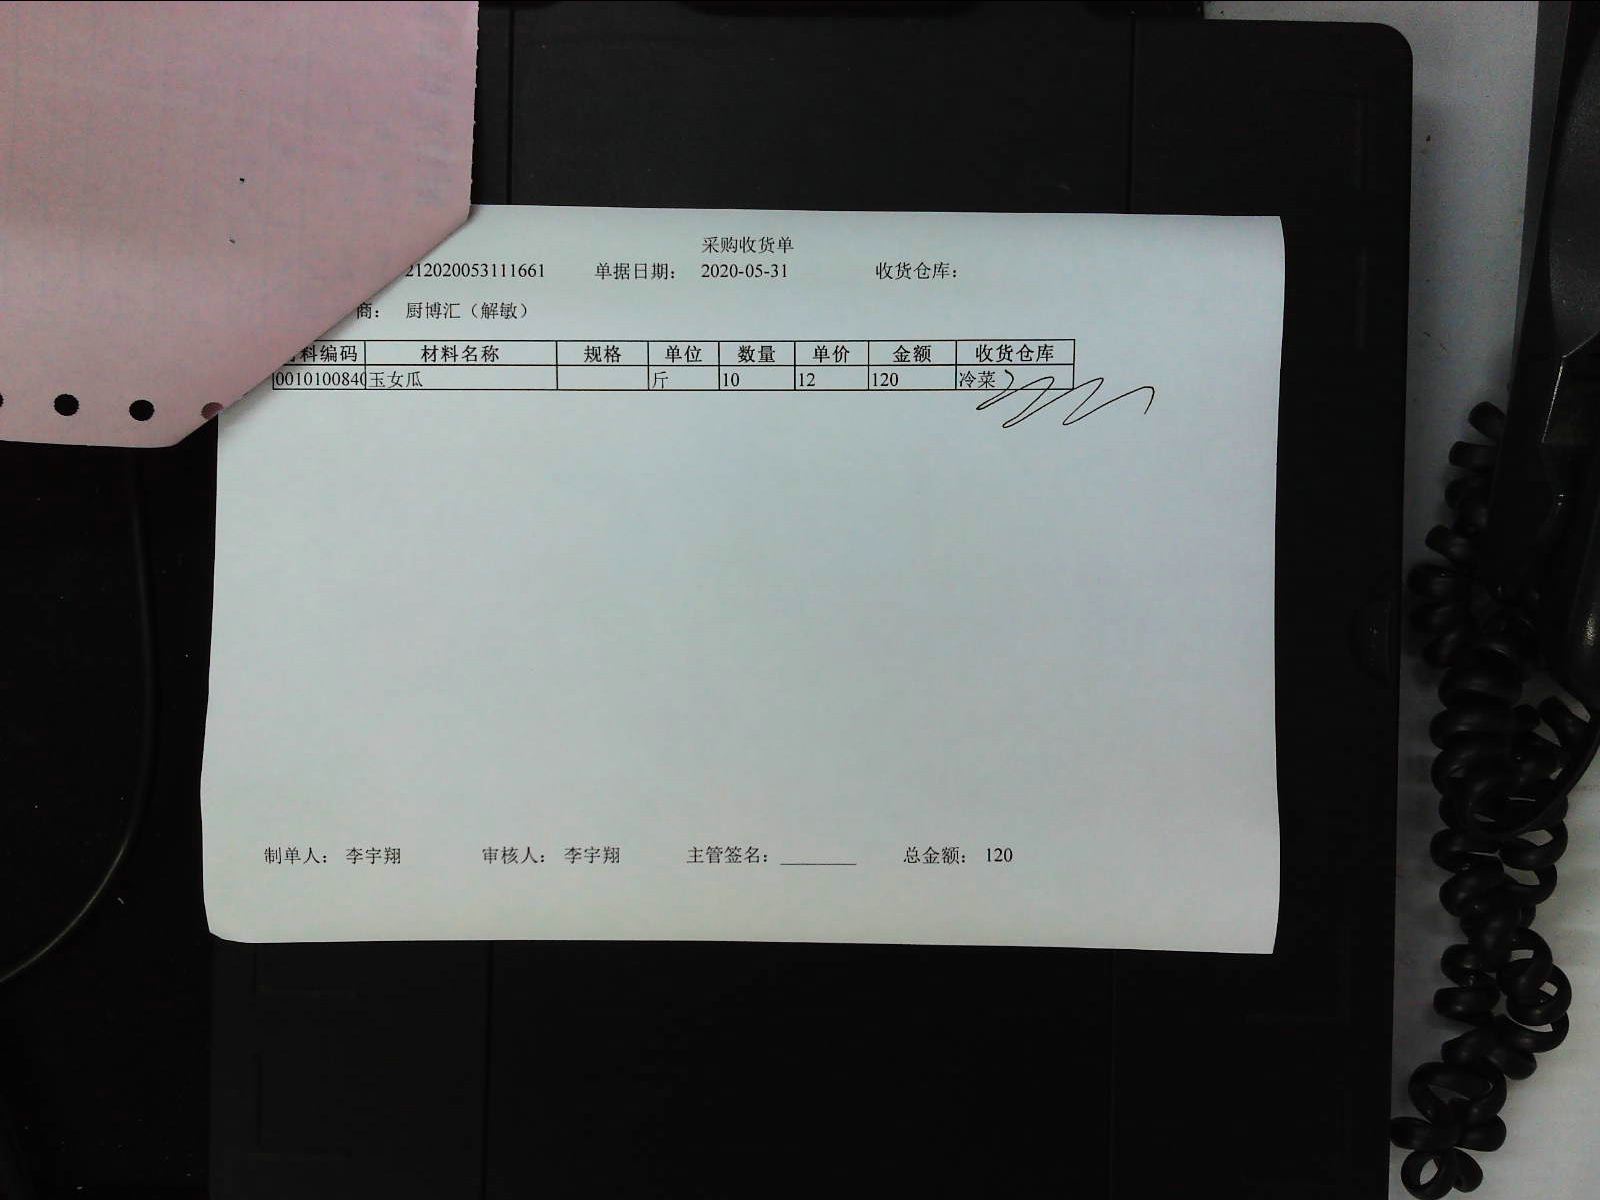 采购收货单
212020053111661 单据日期: 2020-05-31 收货仓库:
商: 厨博汇（解敏）
料编码 材料名称 规格 单位 数量 单价 金额 收货仓库
001010084 玉女瓜 斤 10 12 120 冷菜
制单人: 李宇翔 审核人: 李宇翔 主管签名: ________ 总金额: 120